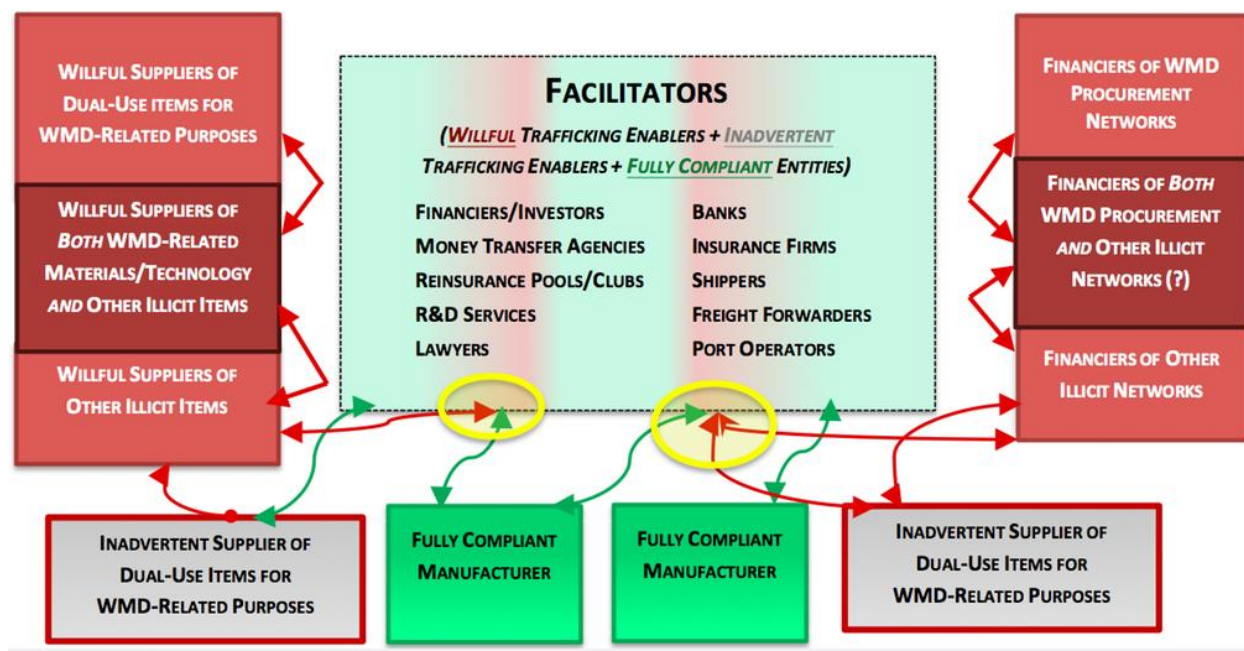 WILLFUL SUPPLIERS OF
DUAL-USE ITEMS FOR
WMD-RELATED PURPOSES
WILLFUL SUPPLIERS OF
BOTH WMD-RELATED
MATERIALS/TECHNOLOGY
AND OTHER ILLICIT ITEMS
WILLFUL SUPPLIERS OF
OTHER ILLICIT ITEMS
FACILITATORS
(WILLFUL TRAFFICKING ENABLERS + INADVERTENT
TRAFFICKING ENABLERS + FULLY COMPLIANT ENTITIES)
FINANCIERS/INVESTORS
MONEY TRANSFER AGENCIES
REINSURANCE POOLS/CLUBS
R&D SERVICES
LAWYERS
BANKS
INSURANCE FIRMS
SHIPPERS
FREIGHT FORWARDERS
PORT OPERATORS
FINANCIERS OF WMD
PROCUREMENT
NETWORKS
FINANCIERS OF BOTH
WMD PROCUREMENT
AND OTHER ILLICIT
NETWORKS (?)
FINANCIERS OF OTHER
ILLICIT NETWORKS
INADVERTENT SUPPLIER OF
DUAL-USE ITEMS FOR
WMD-RELATED PURPOSES
FULLY COMPLIANT
MANUFACTURER
FULLY COMPLIANT
MANUFACTURER
INADVERTENT SUPPLIER OF
DUAL-USE ITEMS FOR
WMD-RELATED PURPOSES